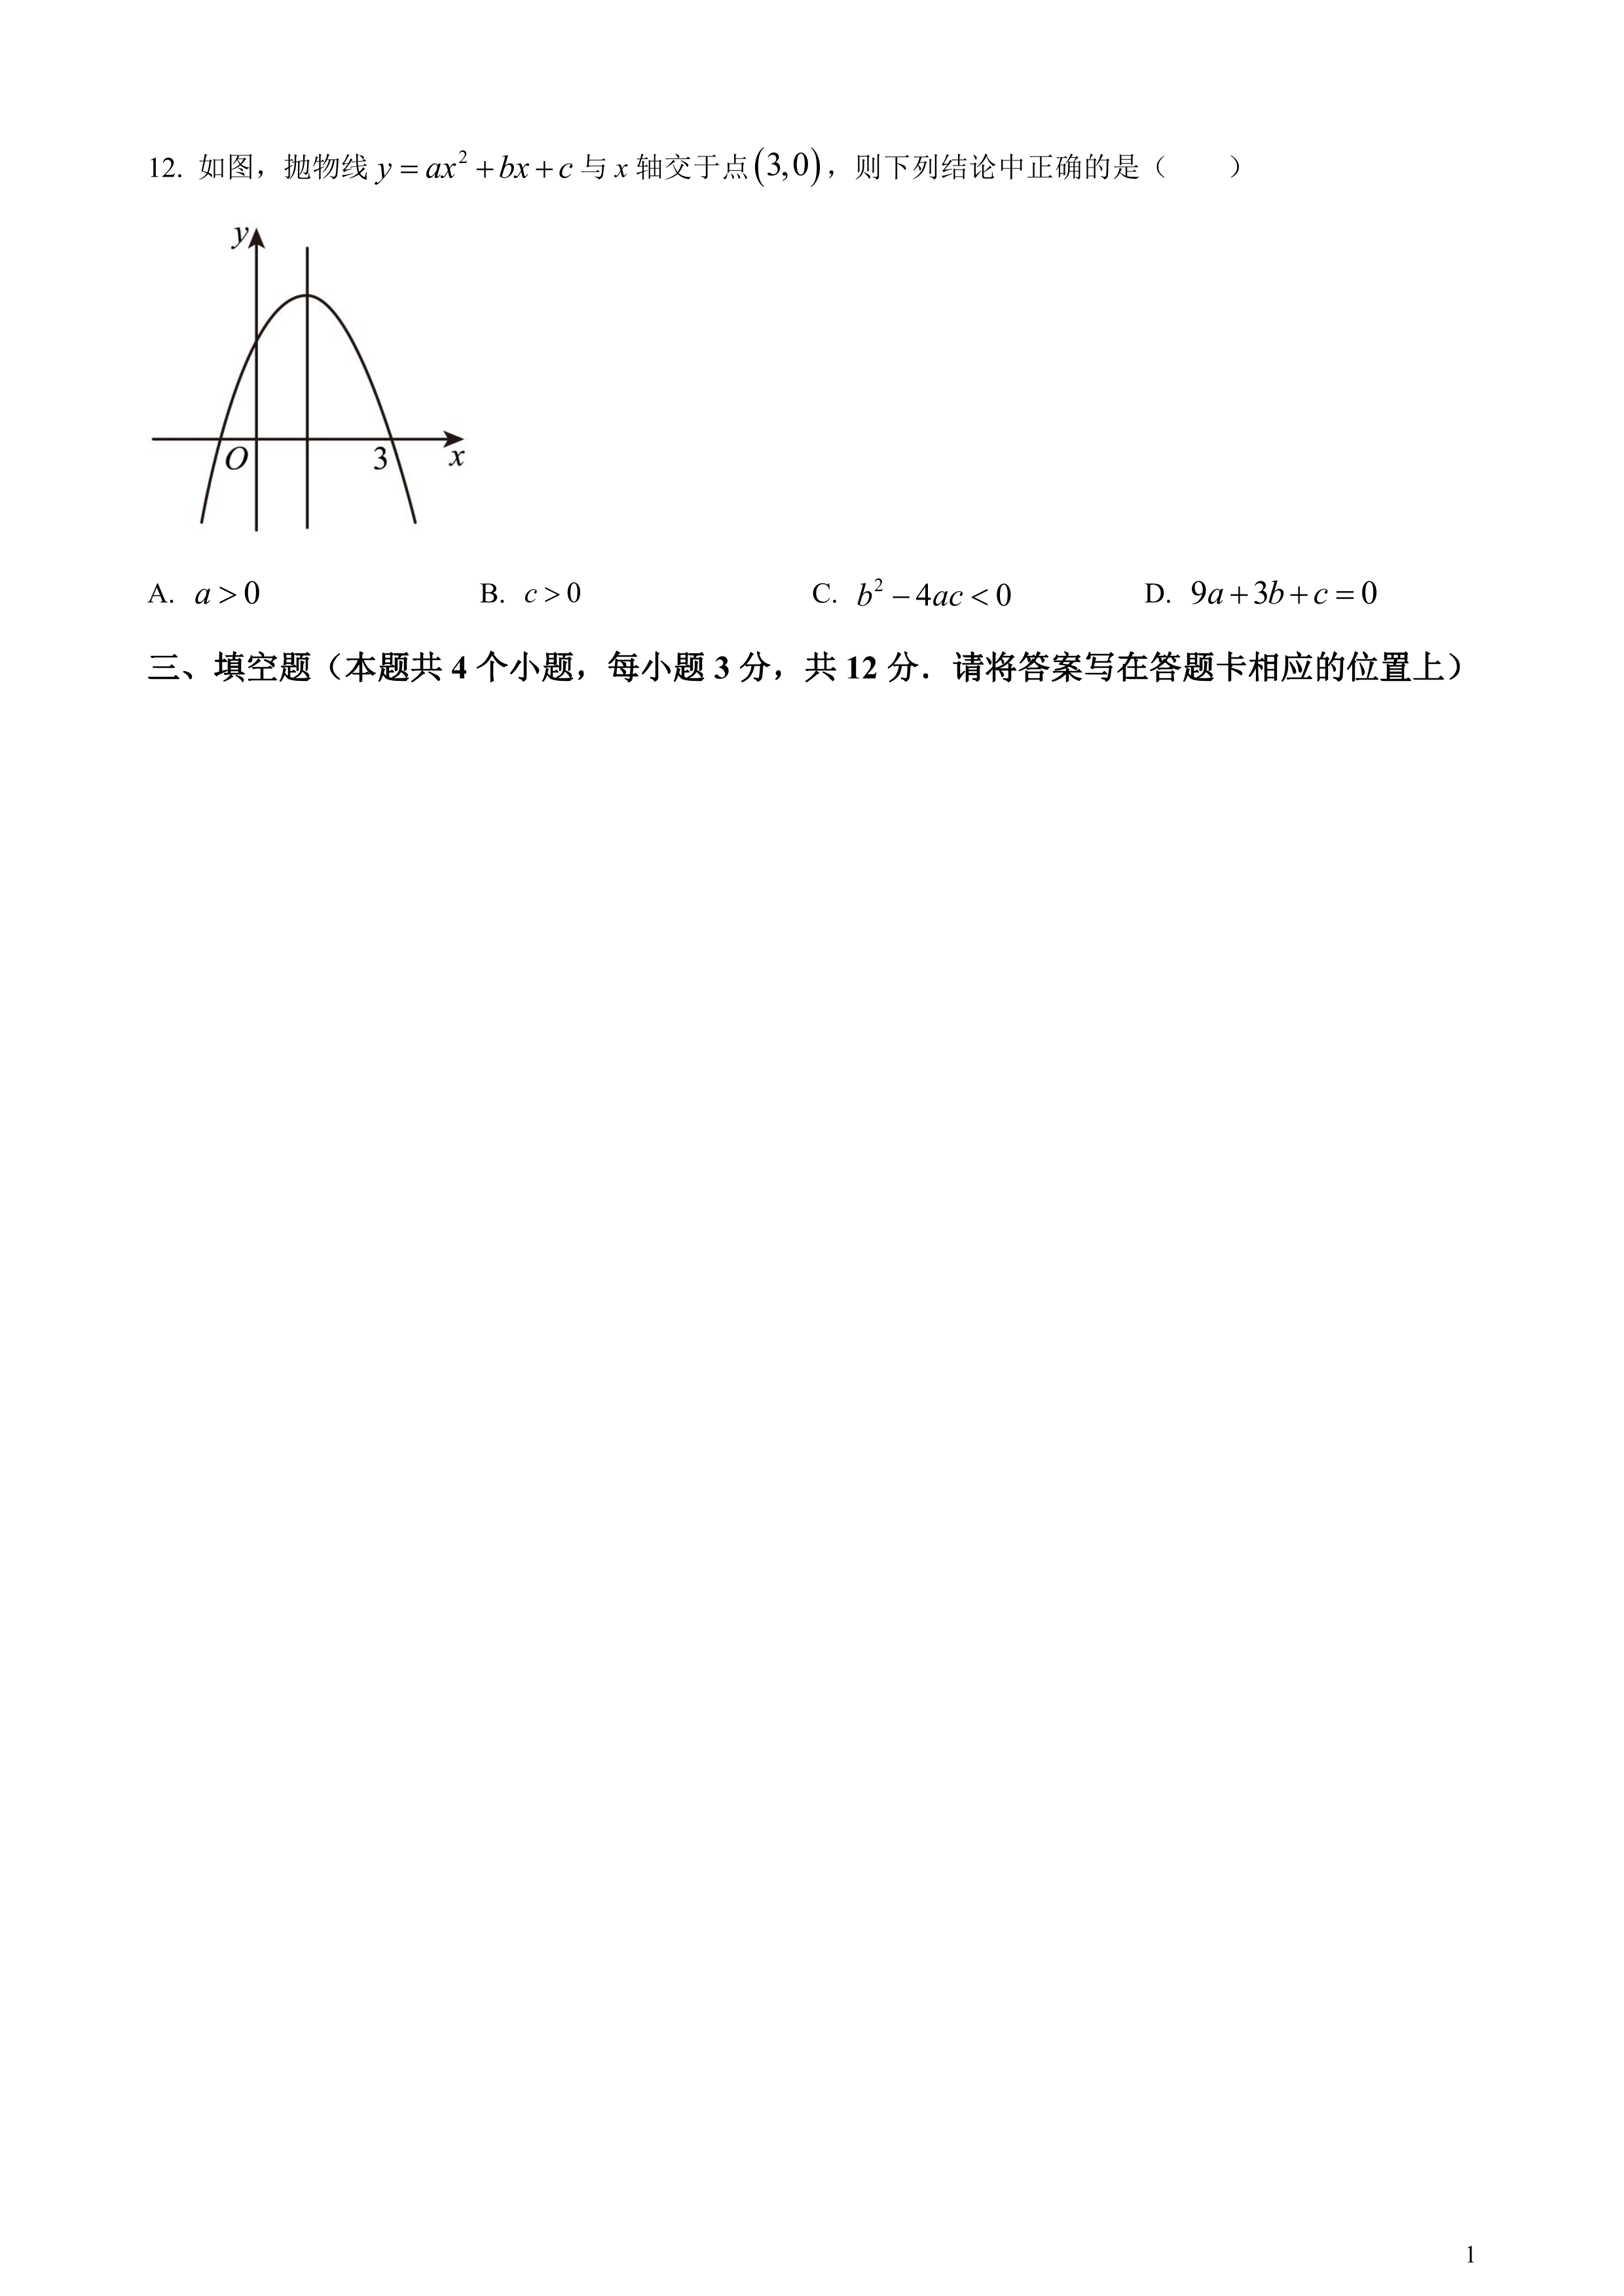 12. 如图，抛物线 y = ax² + bx + c 与 x 轴交于点 (3,0)，则下列结论中正确的是（　　）
y
O
3
x
A. a > 0　B. c > 0　C. b² − 4ac < 0　D. 9a + 3b + c = 0
三、填空题（本题共 4 个小题，每小题 3 分，共 12 分．请将答案写在答题卡相应的位置上）
1